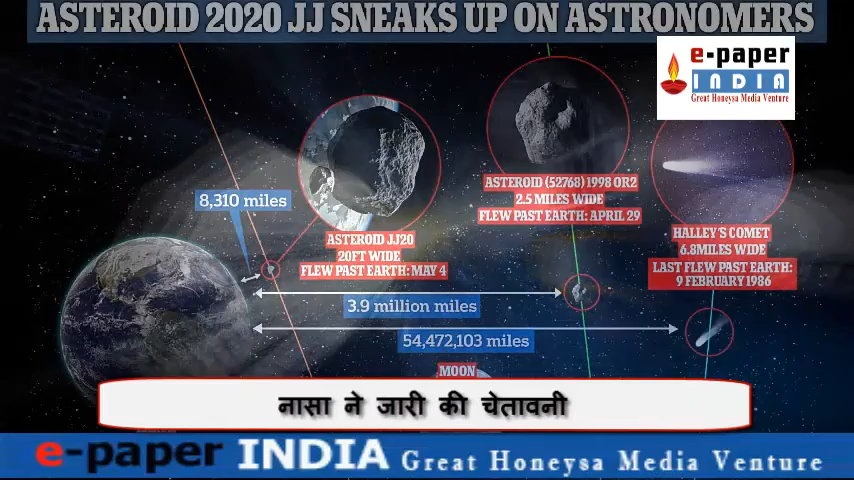 ASTEROID 2020 JJ SNEAKS UP ON ASTRONOMERS
e-paper
INDIA
Great Honeysa Media Venture
8,310 miles
ASTEROID JJ20
20FT WIDE
FLEW PAST EARTH: MAY 4
ASTEROID (52768) 1998 OR2
2.5 MILES WIDE
FLEW PAST EARTH: APRIL 29
HALLEY'S COMET
6.8MILES WIDE
LAST FLEW PAST EARTH:
9 FEBRUARY 1986
3.9 million miles
54,472,103 miles
MOON
नासा ने जारी की चेतावनी
e-paper INDIA Great Honeysa Media Venture